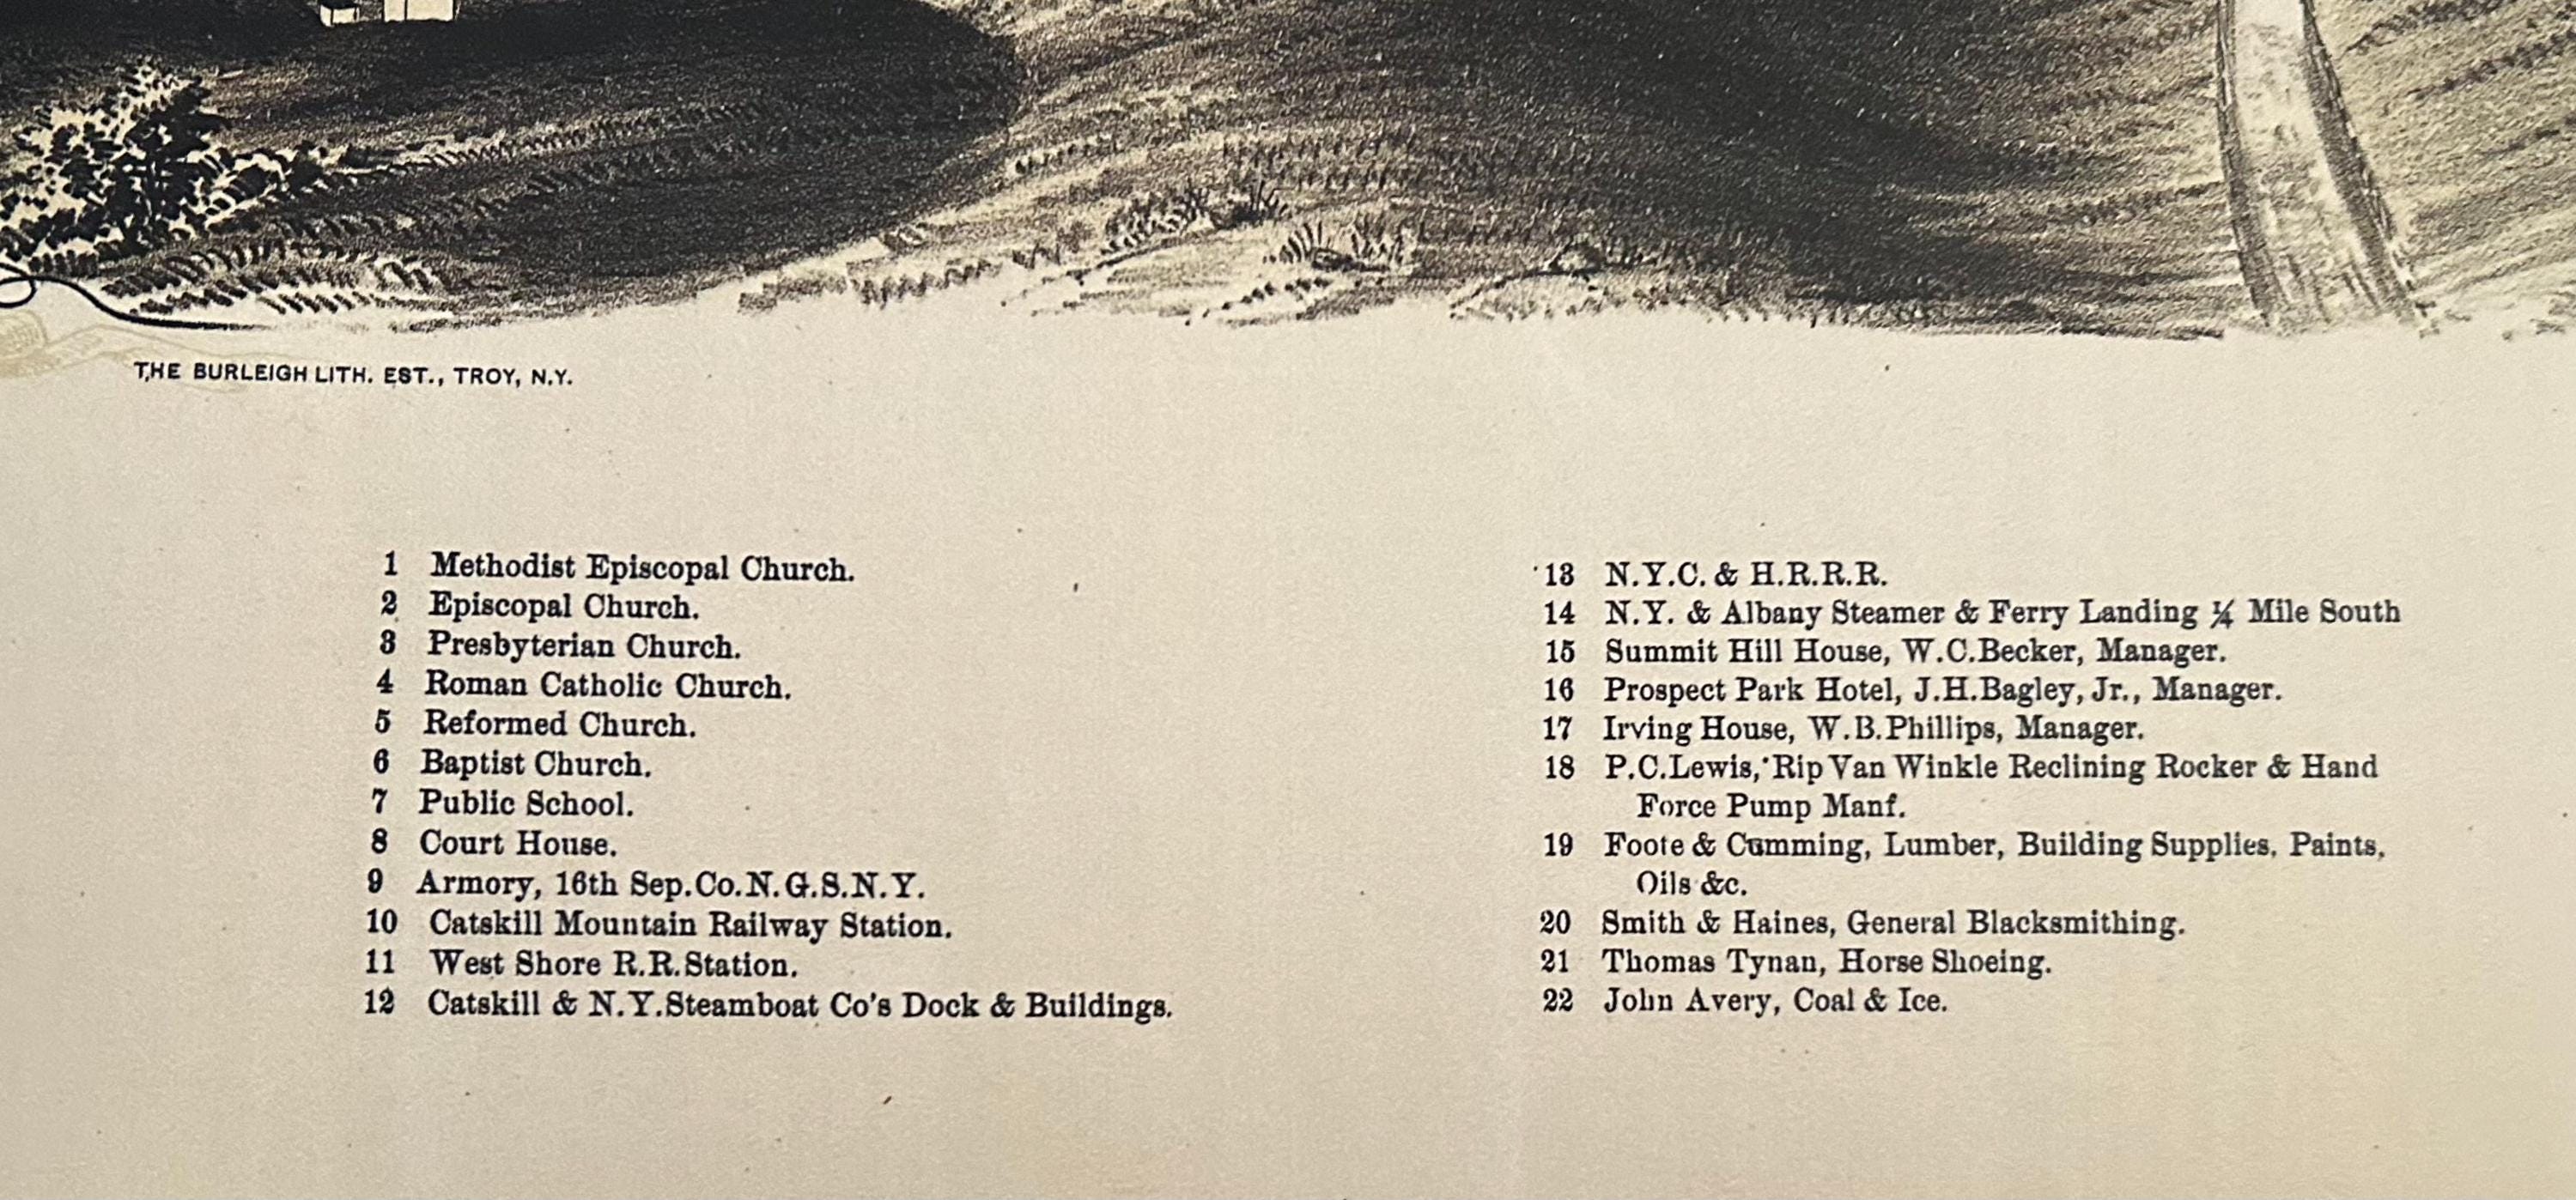 THE BURLEIGH LITH. EST., TROY, N.Y.
1 Methodist Episcopal Church.
2 Episcopal Church.
3 Presbyterian Church.
4 Roman Catholic Church.
5 Reformed Church.
6 Baptist Church.
7 Public School.
8 Court House.
9 Armory, 16th Sep.Co.N.G.S.N.Y.
10 Catskill Mountain Railway Station.
11 West Shore R.R.Station.
12 Catskill & N.Y.Steamboat Co's Dock & Buildings.
13 N.Y.C. & H.R.R.R.
14 N.Y. & Albany Steamer & Ferry Landing ¼ Mile South
15 Summit Hill House, W.C.Becker, Manager.
16 Prospect Park Hotel, J.H.Bagley, Jr., Manager.
17 Irving House, W.B.Phillips, Manager.
18 P.C.Lewis, Rip Van Winkle Reclining Rocker & Hand
Force Pump Manf.
19 Foote & Cumming, Lumber, Building Supplies, Paints,
Oils &c.
20 Smith & Haines, General Blacksmithing.
21 Thomas Tynan, Horse Shoeing.
22 John Avery, Coal & Ice.